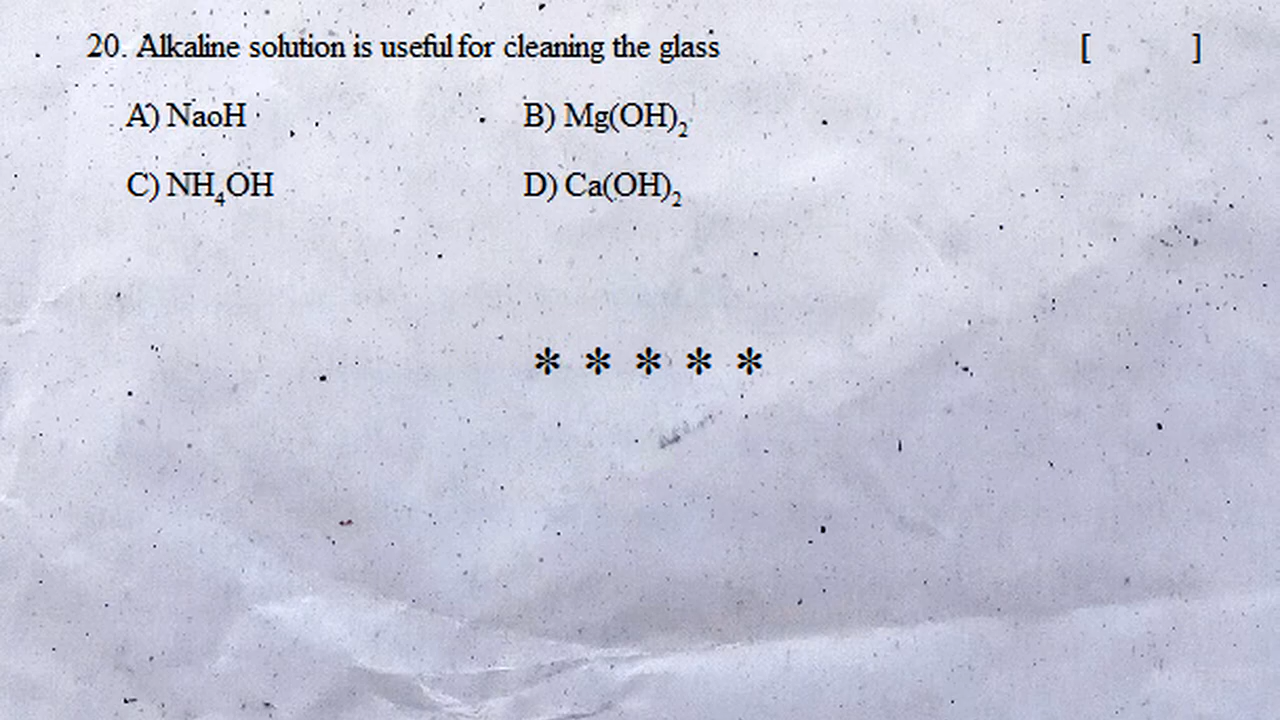 20. Alkaline solution is useful for cleaning the glass [ ]
A) NaoH B) Mg(OH)₂
C) NH₄OH D) Ca(OH)₂
* * * * *